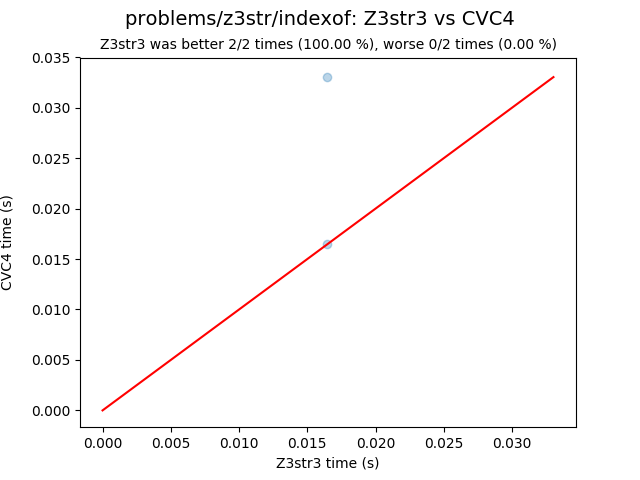 problems/z3str/indexof: Z3str3 vs CVC4
Z3str3 was better 2/2 times (100.00 %), worse 0/2 times (0.00 %)
0.035
0.030
0.025
0.020
0.015
0.010
0.005
0.000
CVC4 time (s)
0.000 0.005 0.010 0.015 0.020 0.025 0.030
Z3str3 time (s)